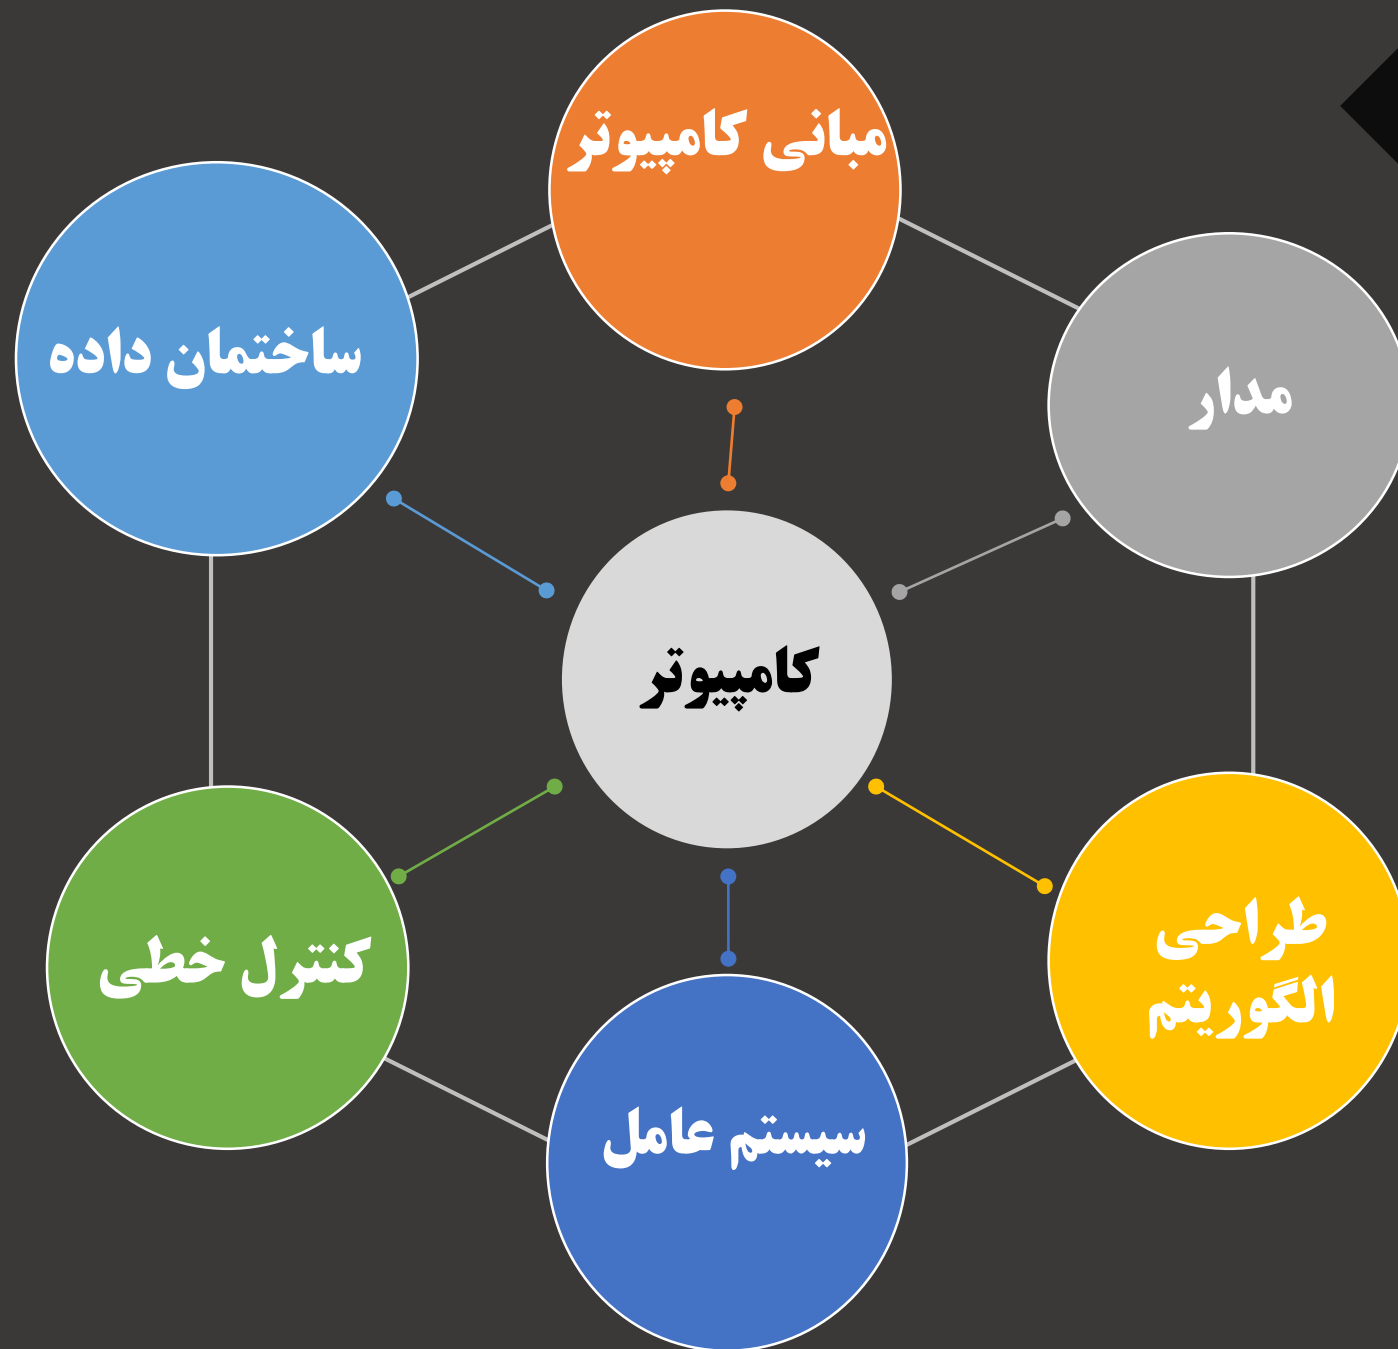 مبانی کامپیوتر
ساختمان داده
مدار
کامپیوتر
کنترل خطی
طراحی
الگوریتم
سیستم عامل